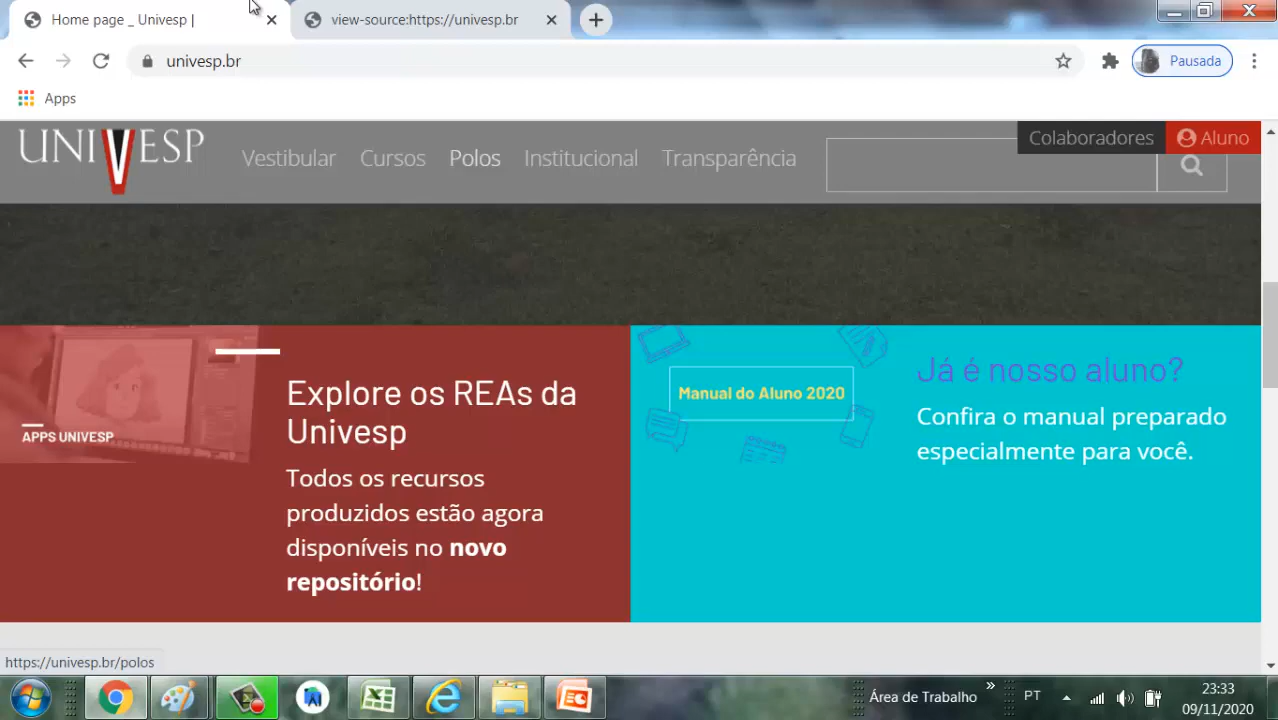 Home page _ Univesp |
view-source:https://univesp.br
univesp.br
Pausada
Apps
UNIVESP
Vestibular Cursos Polos Institucional Transparência
Colaboradores
Aluno
APPS UNIVESP
Explore os REAs da
Univesp
Todos os recursos
produzidos estão agora
disponíveis no novo
repositório!
Manual do Aluno 2020
Já é nosso aluno?
Confira o manual preparado
especialmente para você.
https://univesp.br/polos
Área de Trabalho
»
PT
23:33
09/11/2020